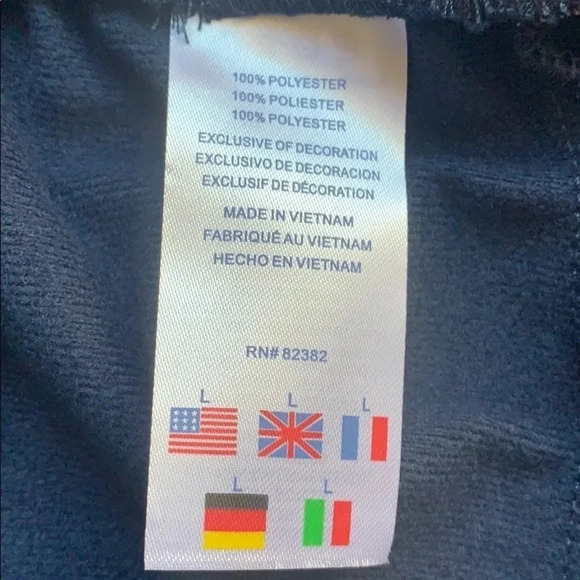 100% POLYESTER
100% POLIESTER
100% POLYESTER
EXCLUSIVE OF DECORATION
EXCLUSIVO DE DECORACION
EXCLUSIF DE DÉCORATION
MADE IN VIETNAM
FABRIQUÉ AU VIETNAM
HECHO EN VIETNAM
RN# 82382
L L L
L L